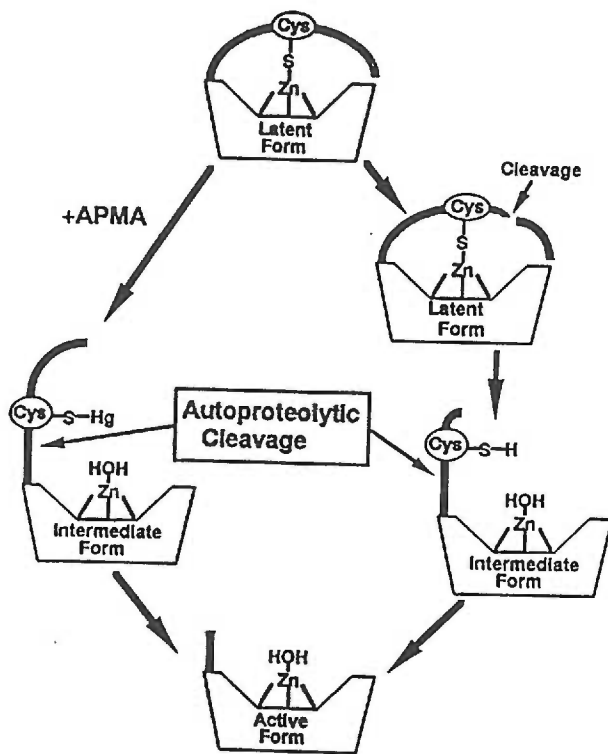 Cys
S
Zn
Latent
Form
Cleavage
+APMA
Cys
S
Zn
Latent
Form
Cys
S-Hg
Autoproteolytic
Cleavage
Cys
S-H
HOH
Zn
Intermediate
Form
HOH
Zn
Intermediate
Form
HOH
Zn
Active
Form